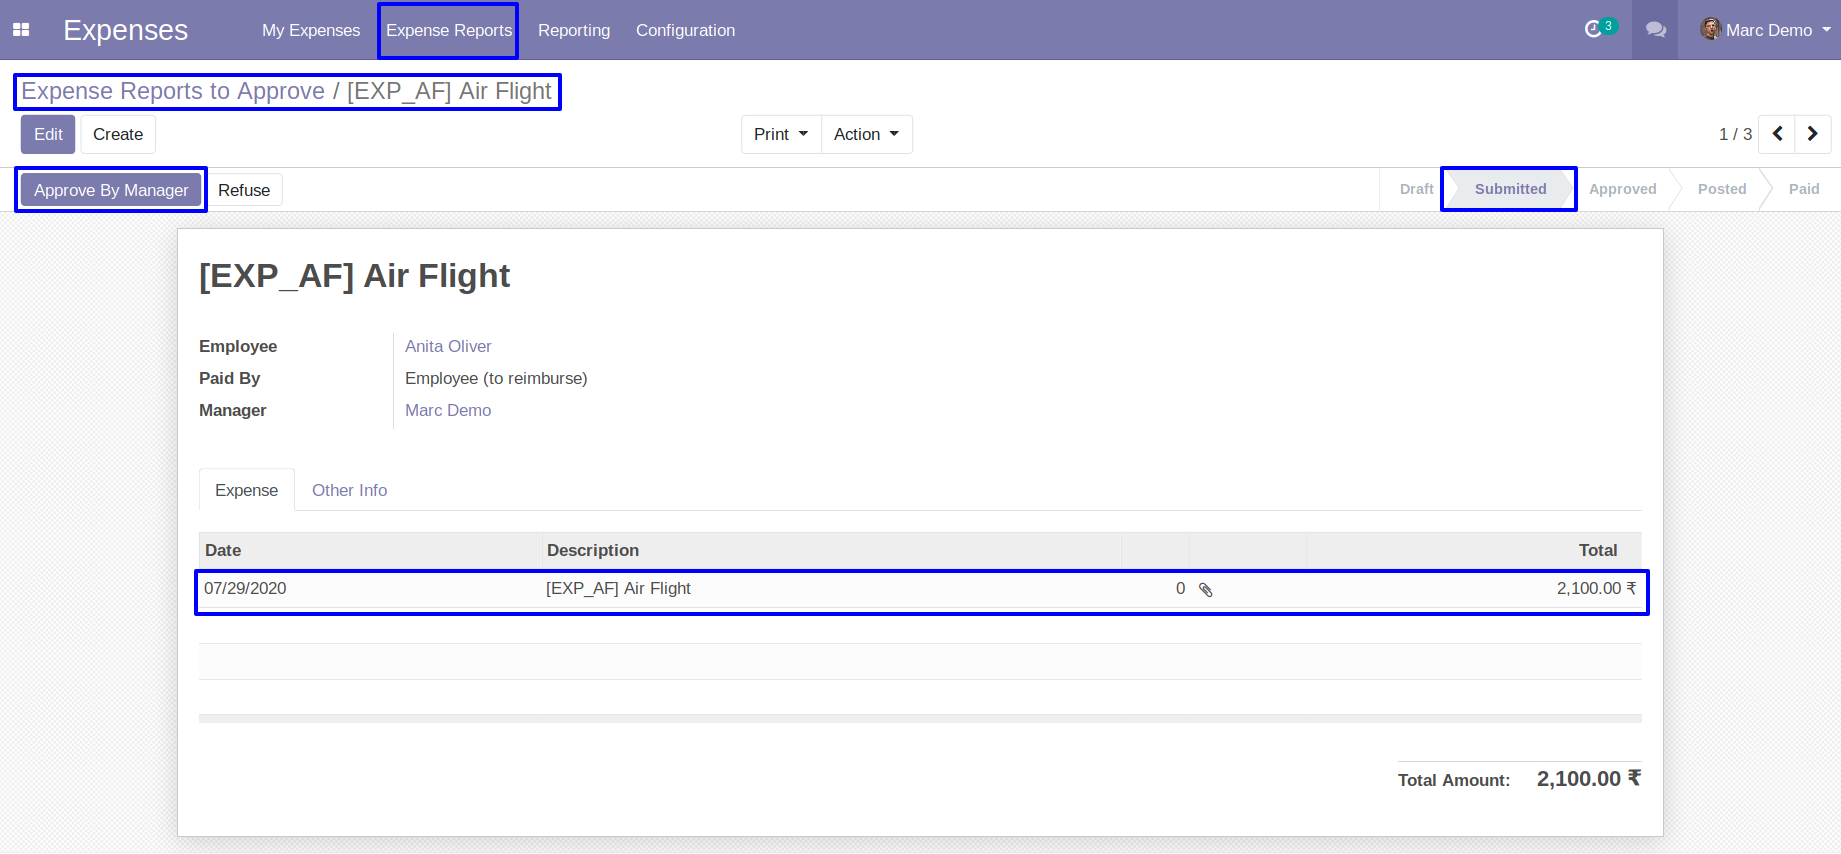 Expenses My Expenses Expense Reports Reporting Configuration 3 Marc Demo
Expense Reports to Approve / [EXP_AF] Air Flight
Edit Create Print Action 1 / 3
Approve By Manager Refuse Draft Submitted Approved Posted Paid
[EXP_AF] Air Flight
Employee Anita Oliver
Paid By Employee (to reimburse)
Manager Marc Demo
Expense Other Info
Date Description Total
07/29/2020 [EXP_AF] Air Flight 0 2,100.00 ₹
Total Amount: 2,100.00 ₹